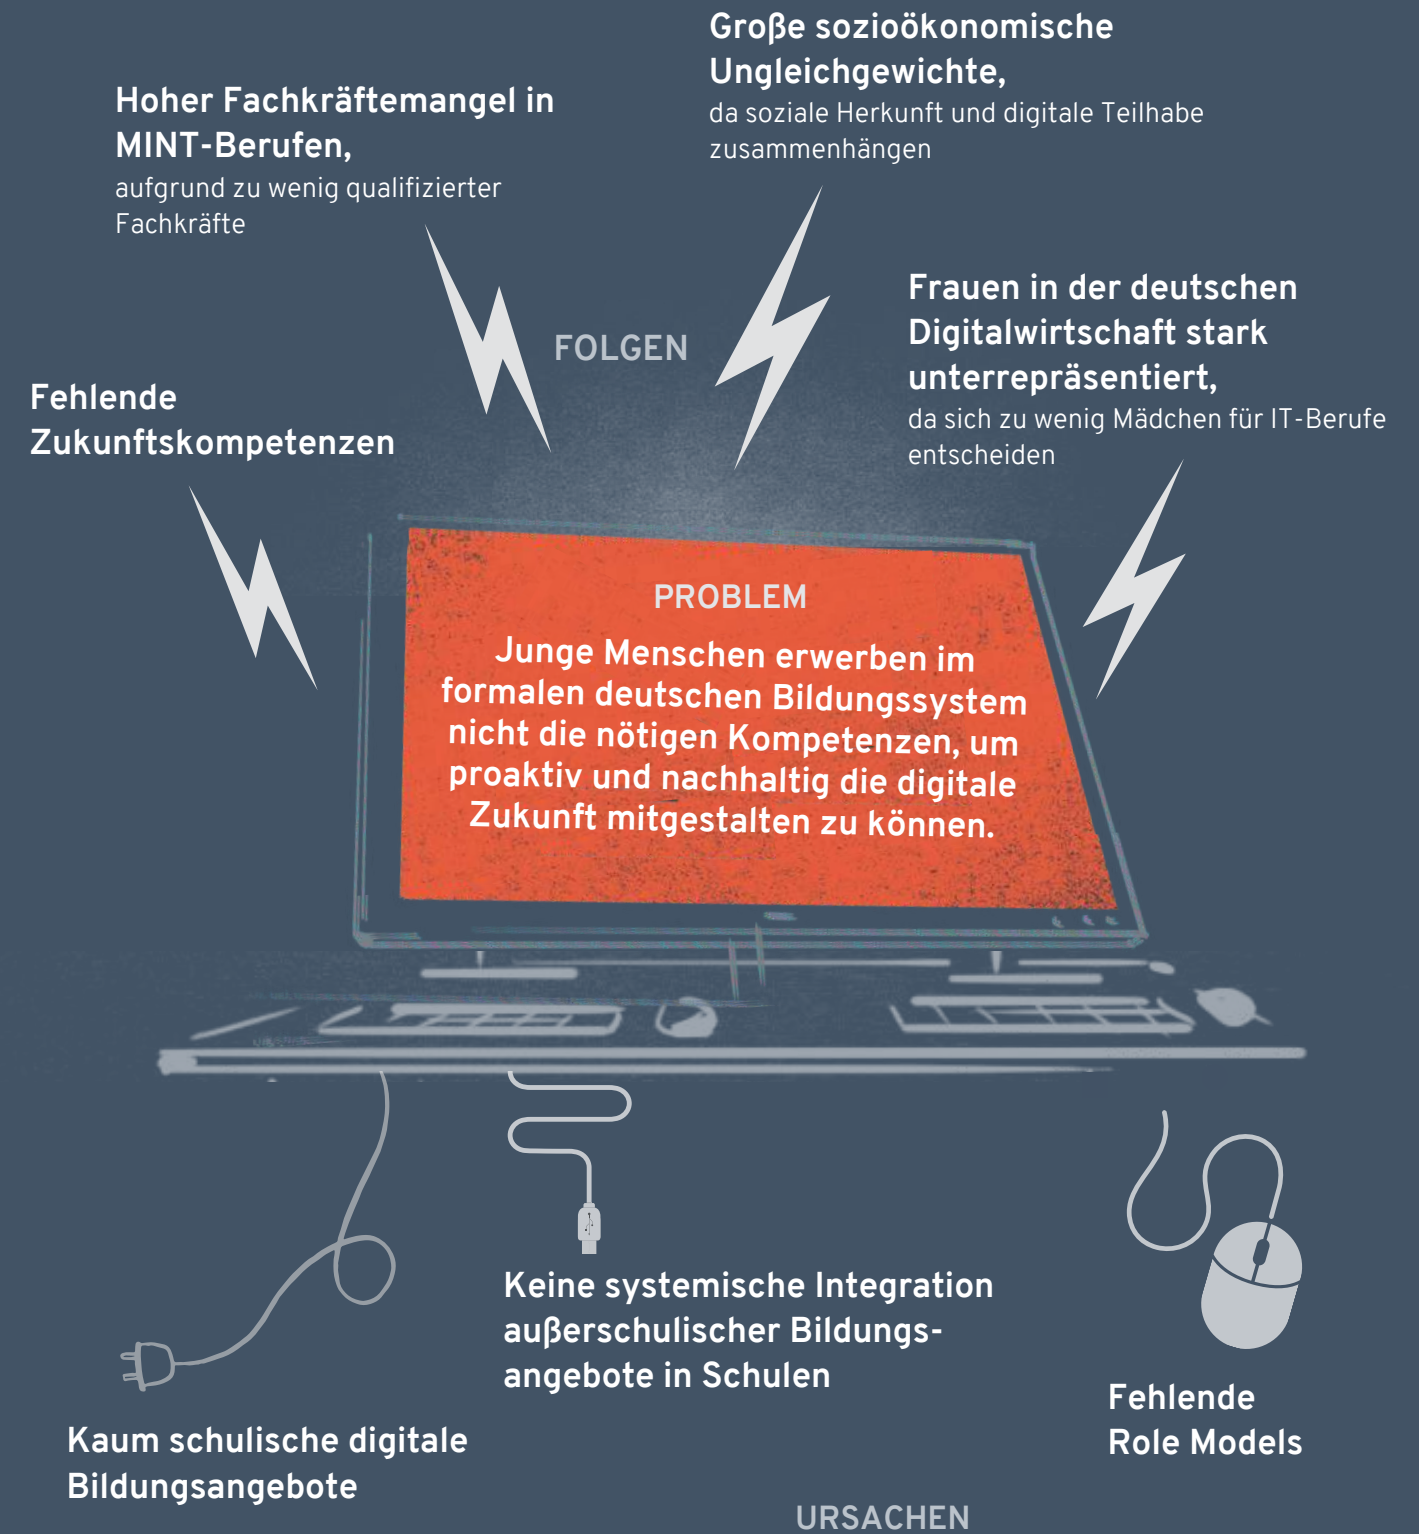 Große sozioökonomische
Ungleichgewichte,
da soziale Herkunft und digitale Teilhabe
zusammenhängen
Hoher Fachkräftemangel in
MINT-Berufen,
aufgrund zu wenig qualifizierter
Fachkräfte
Frauen in der deutschen
Digitalwirtschaft stark
unterrepräsentiert,
da sich zu wenig Mädchen für IT-Berufe
entscheiden
FOLGEN
Fehlende
Zukunftskompetenzen
PROBLEM
Junge Menschen erwerben im
formalen deutschen Bildungssystem
nicht die nötigen Kompetenzen, um
proaktiv und nachhaltig die digitale
Zukunft mitgestalten zu können.
Keine systemische Integration
außerschulischer Bildungs-
angebote in Schulen
Fehlende
Role Models
Kaum schulische digitale
Bildungsangebote
URSACHEN